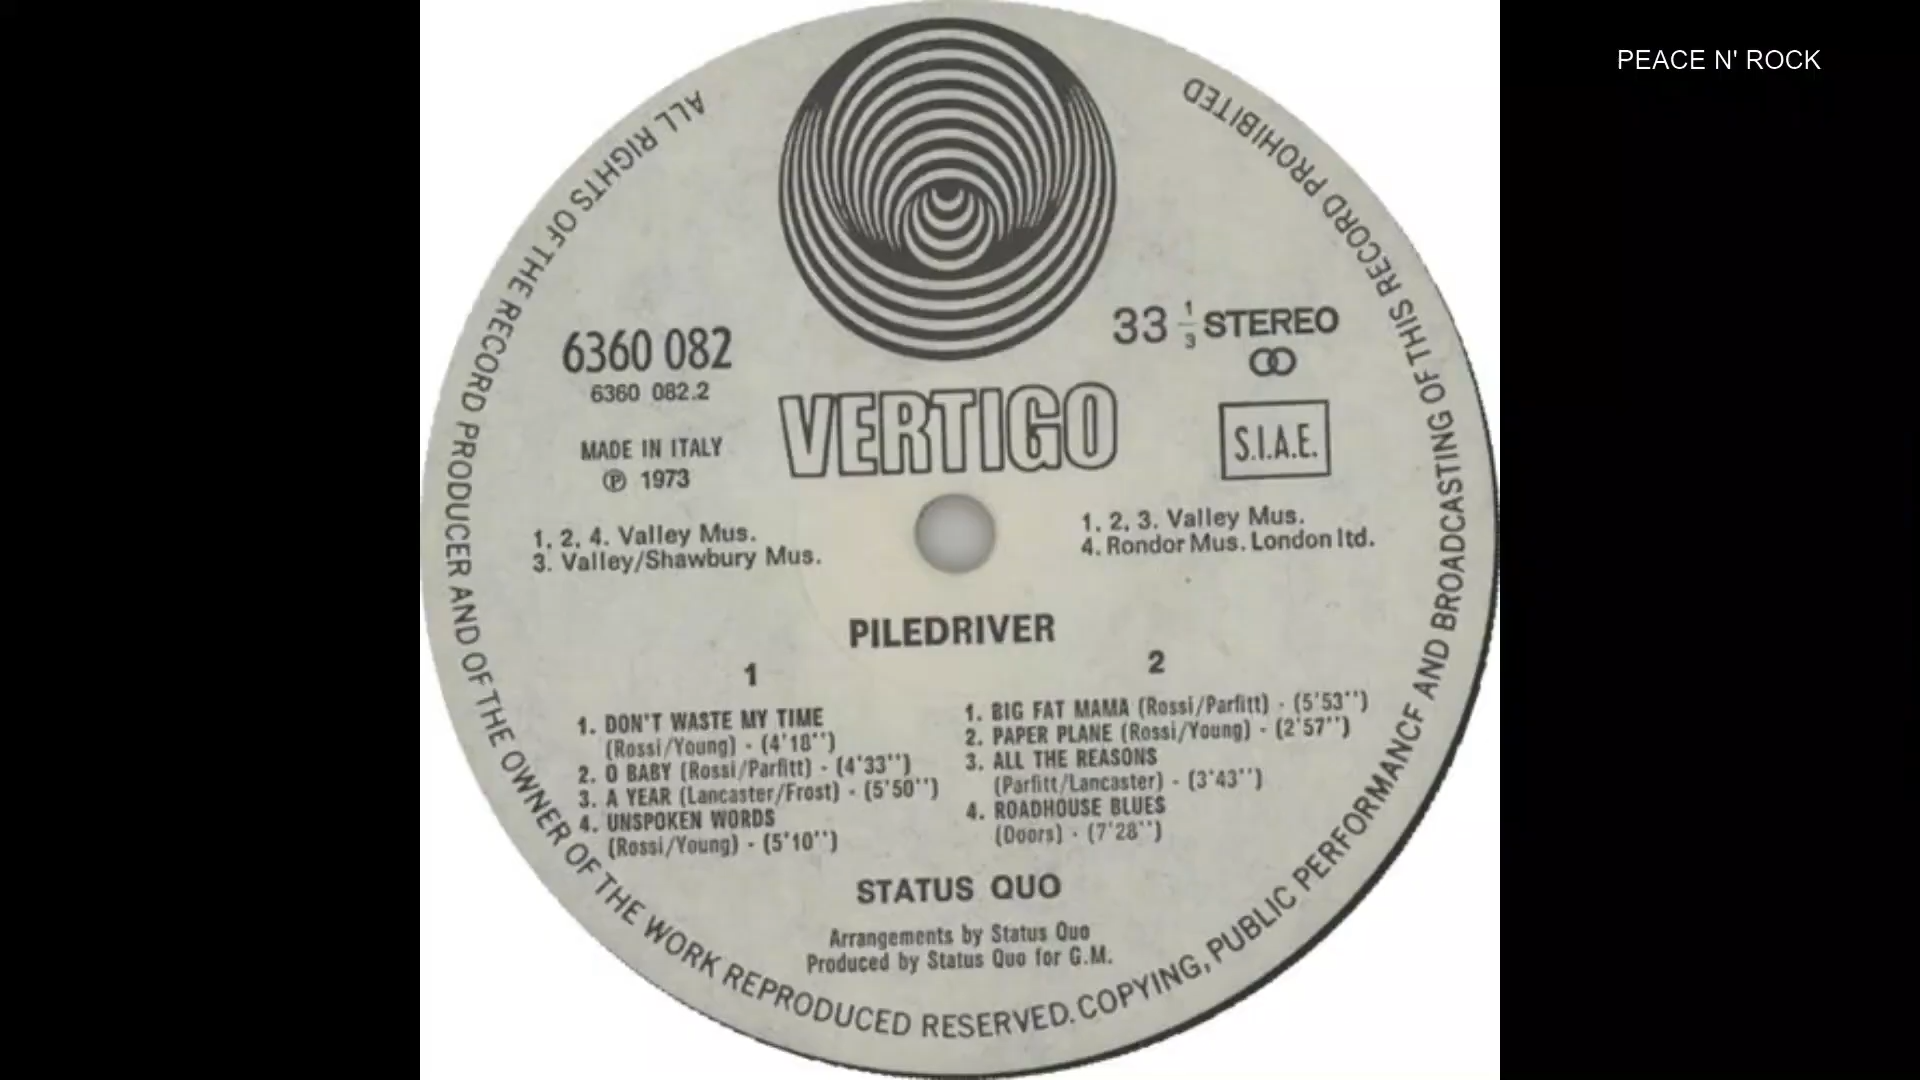 PEACE N' ROCK
ALL RIGHTS OF THE RECORD PRODUCER AND OF THE OWNER OF THE WORK REPRODUCED RESERVED. COPYING, PUBLIC PERFORMANCE AND BROADCASTING OF THIS RECORD PROHIBITED
6360 082
6360 082.2
MADE IN ITALY
Ⓟ 1973
33 1/3 STEREO
VERTIGO
S.I.A.E.
1. 2, 4. Valley Mus.
3. Valley/Shawbury Mus.
1. 2, 3. Valley Mus.
4. Rondor Mus. London ltd.
PILEDRIVER
1
1. DON'T WASTE MY TIME
(Rossi/Young) - (4'18'')
2. O BABY (Rossi/Parfitt) - (4'33'')
3. A YEAR (Lancaster/Frost) - (5'50'')
4. UNSPOKEN WORDS
(Rossi/Young) - (5'10'')
2
1. BIG FAT MAMA (Rossi/Parfitt) - (5'53'')
2. PAPER PLANE (Rossi/Young) - (2'57'')
3. ALL THE REASONS
(Parfitt/Lancaster) - (3'43'')
4. ROADHOUSE BLUES
(Doors) - (7'28'')
STATUS QUO
Arrangements by Status Quo
Produced by Status Quo for G.M.